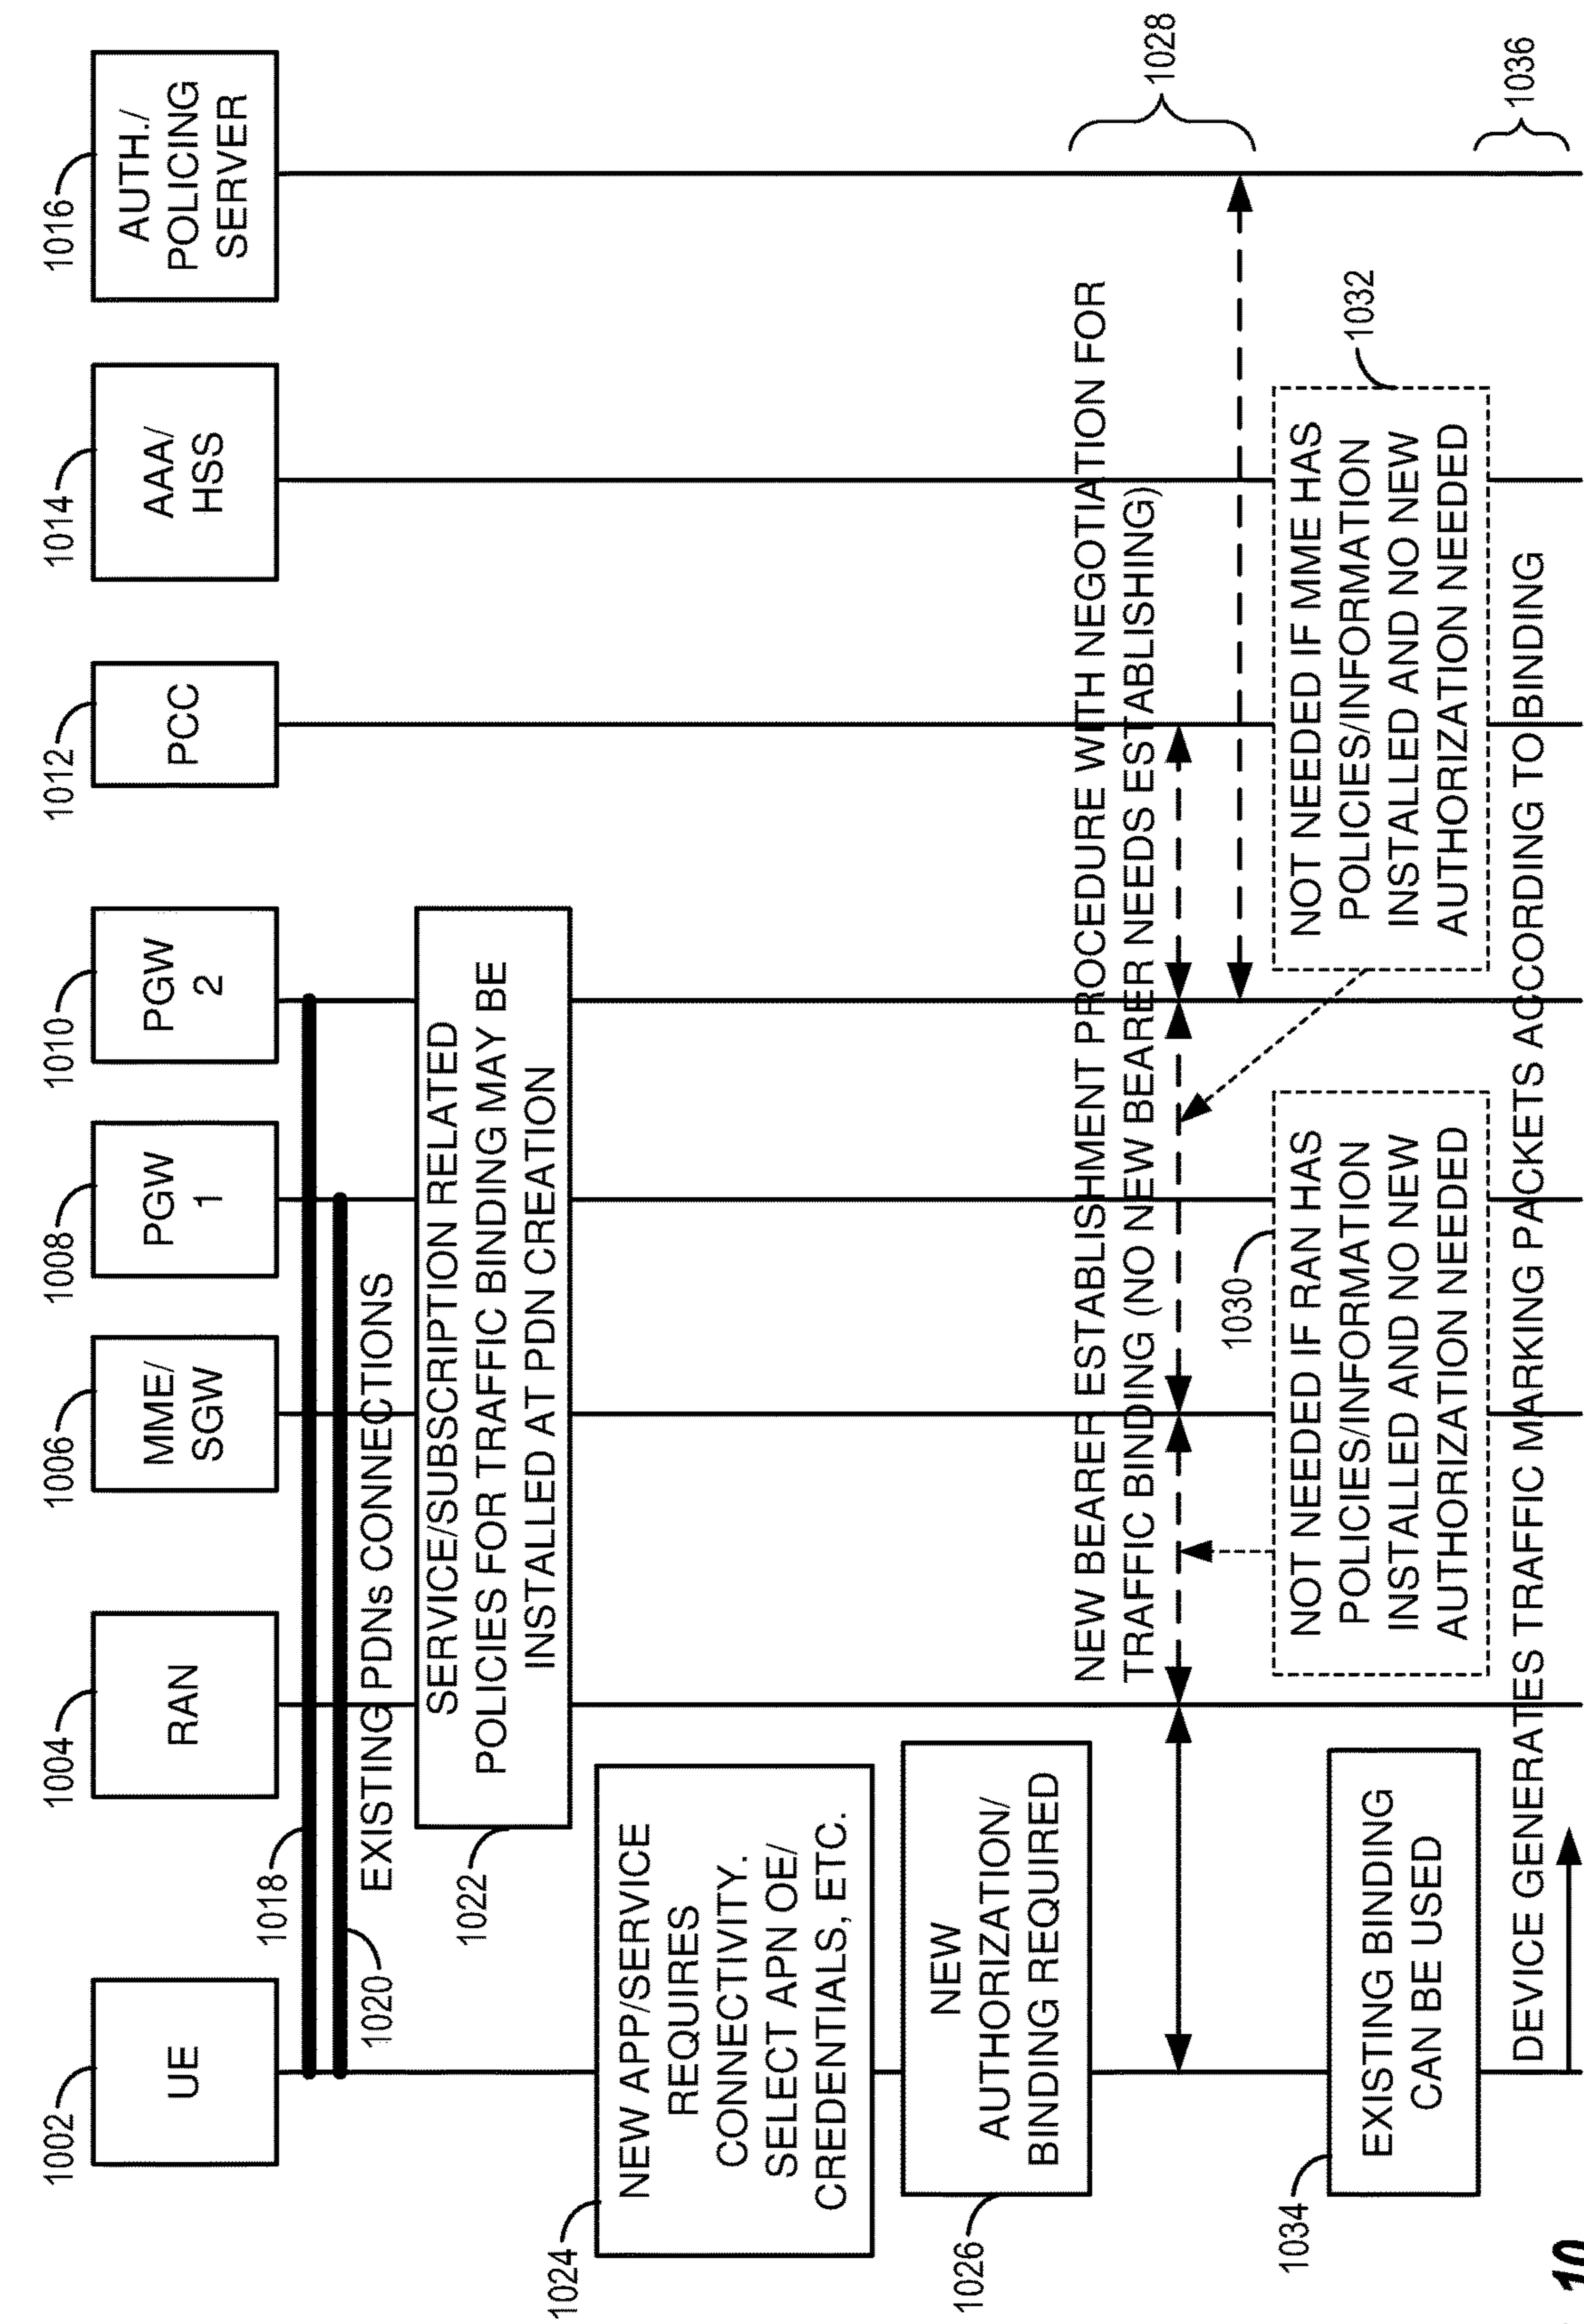 1002
UE
1004
RAN
1006
MME/
SGW
1008
PGW
1
1010
PGW
2
1012
PCC
1014
AAA/
HSS
1016
AUTH./
POLICING
SERVER
1018
1020
EXISTING PDNs CONNECTIONS
1022
SERVICE/SUBSCRIPTION RELATED
POLICIES FOR TRAFFIC BINDING MAY BE
INSTALLED AT PDN CREATION
1024
NEW APP/SERVICE
REQUIRES
CONNECTIVITY.
SELECT APN OE/
CREDENTIALS, ETC.
1026
NEW
AUTHORIZATION/
BINDING REQUIRED
NEW BEARER ESTABLISHMENT PROCEDURE WITH NEGOTIATION FOR
TRAFFIC BINDING (NO NEW BEARER NEEDS ESTABLISHING)
1028
1030
NOT NEEDED IF RAN HAS
POLICIES/INFORMATION
INSTALLED AND NO NEW
AUTHORIZATION NEEDED
1032
NOT NEEDED IF MME HAS
POLICIES/INFORMATION
INSTALLED AND NO NEW
AUTHORIZATION NEEDED
1034
EXISTING BINDING
CAN BE USED
DEVICE GENERATES TRAFFIC MARKING PACKETS ACCORDING TO BINDING
1036
10